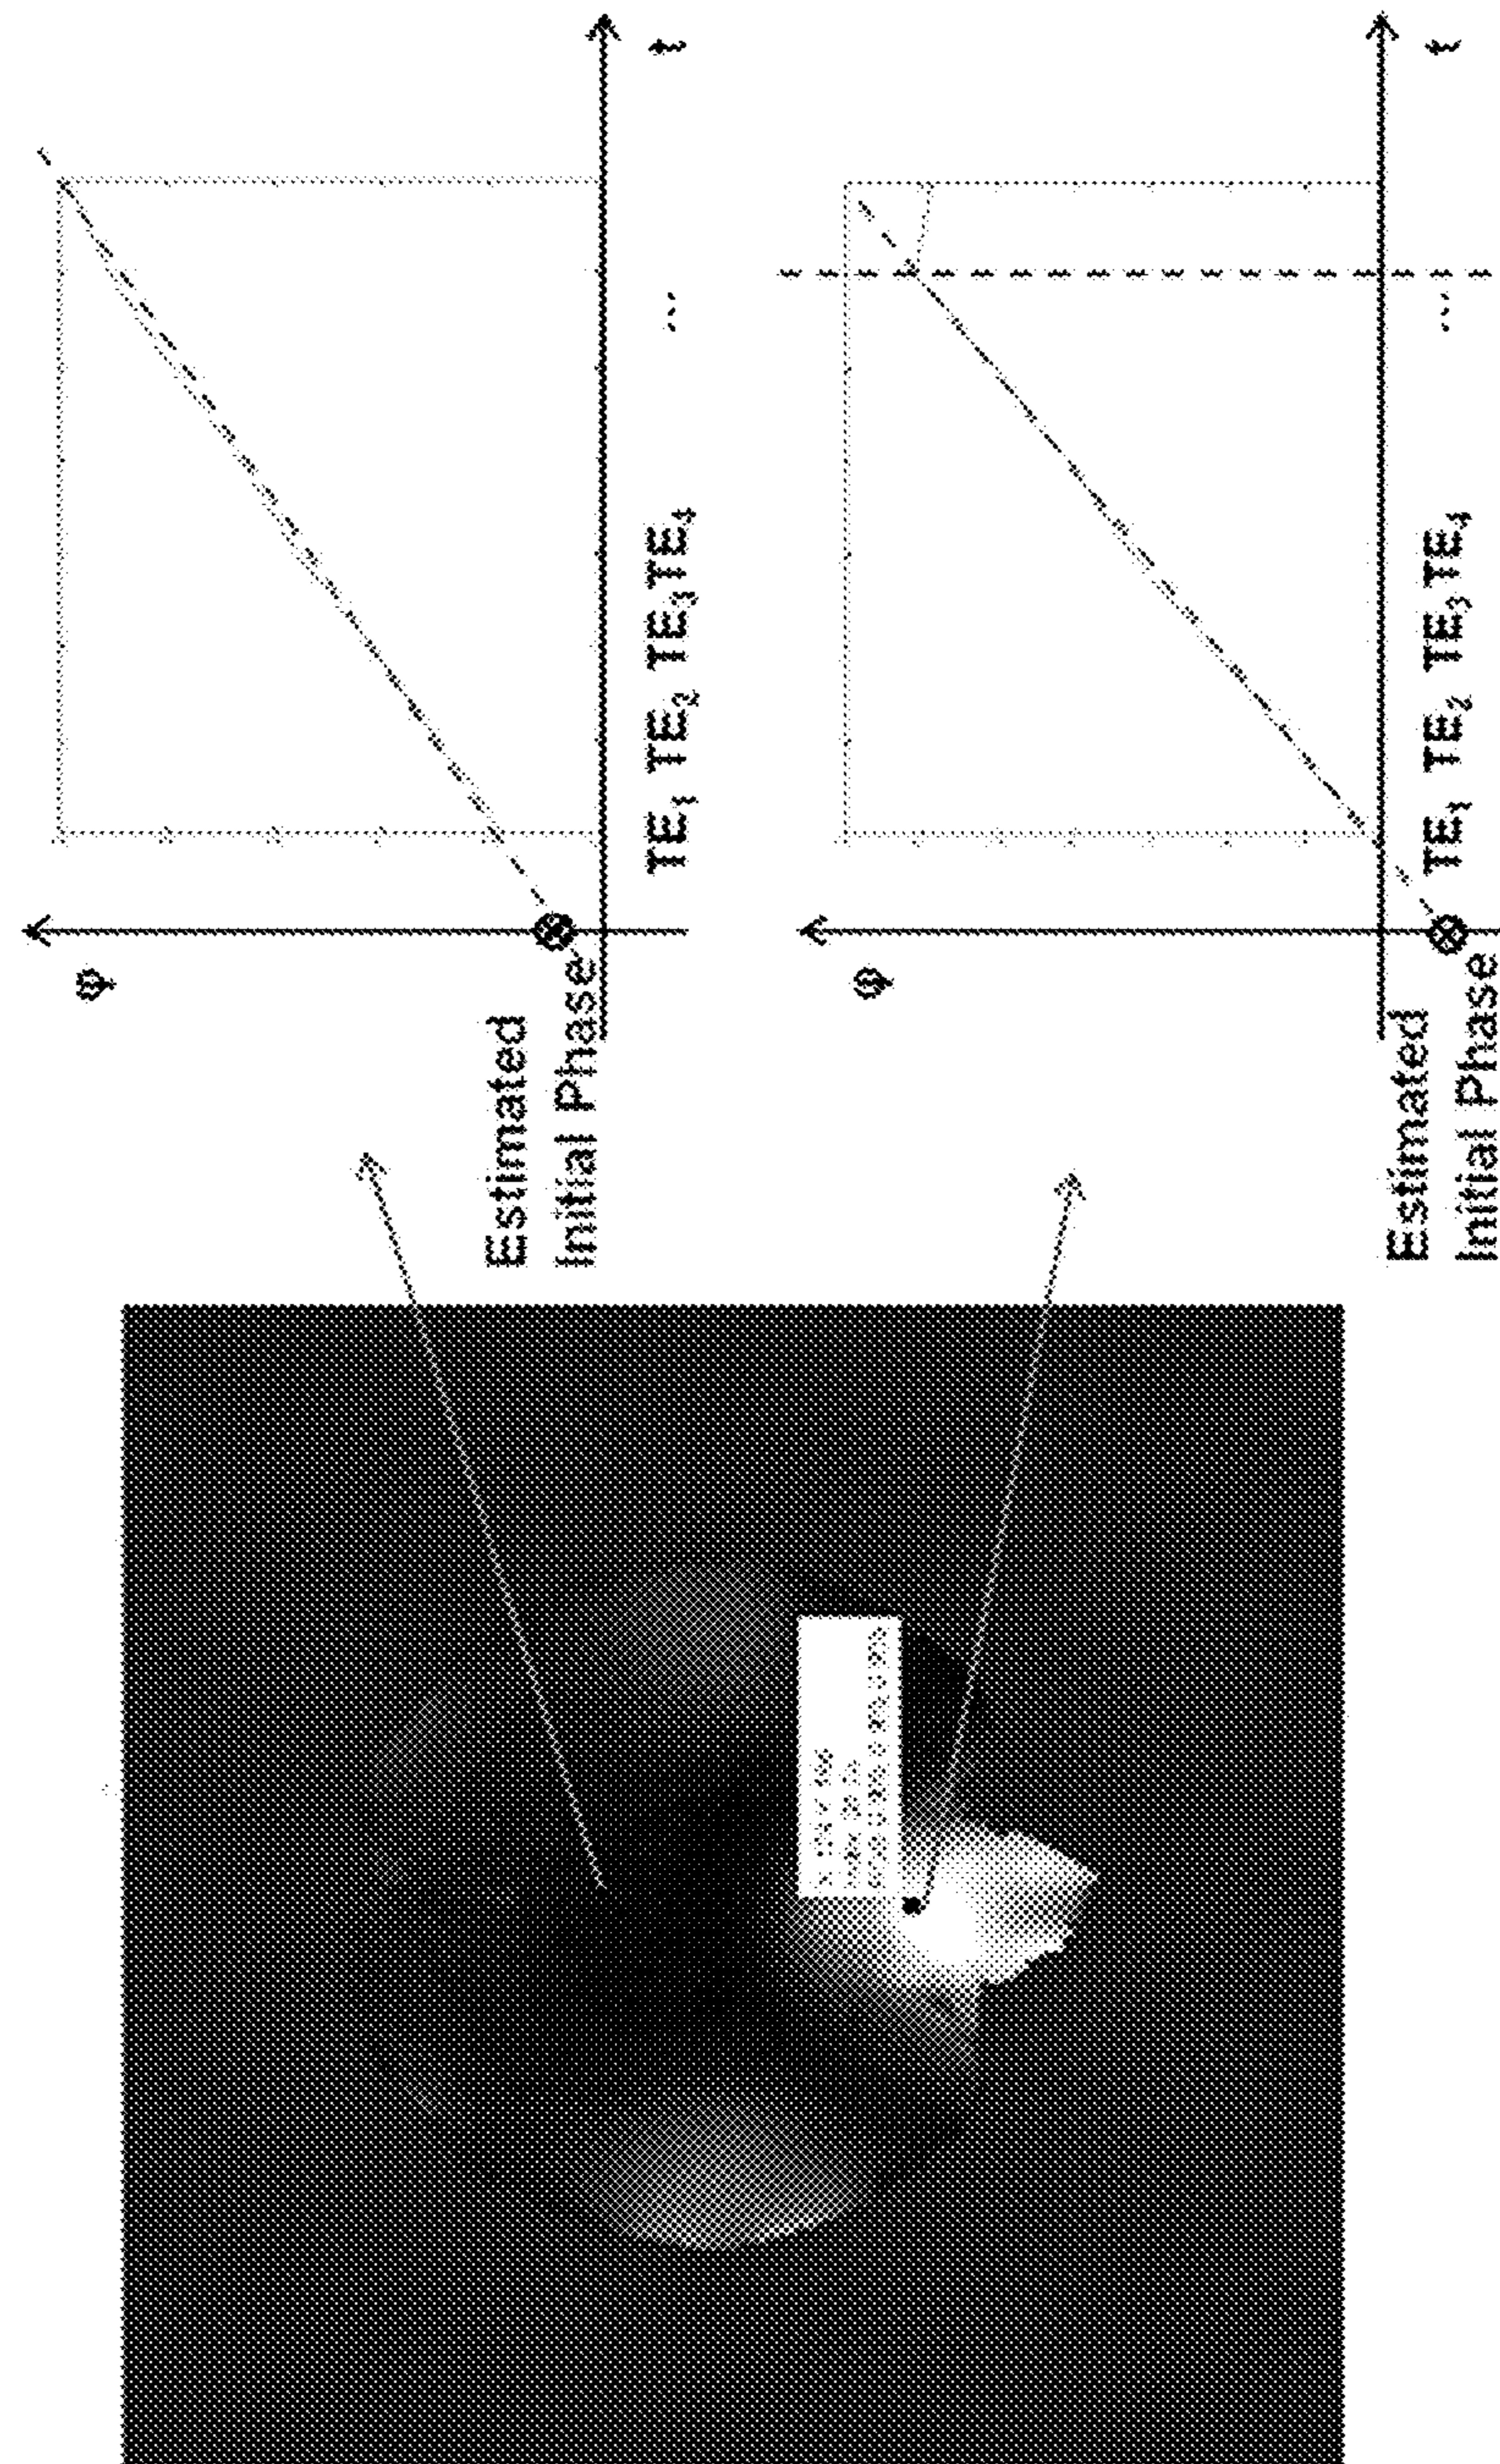 φ
t
Estimated
Initial Phase
TE₁ TE₂ TE₃ TE₄ ...
φ
t
Estimated
Initial Phase
TE₁ TE₂ TE₃ TE₄ ...